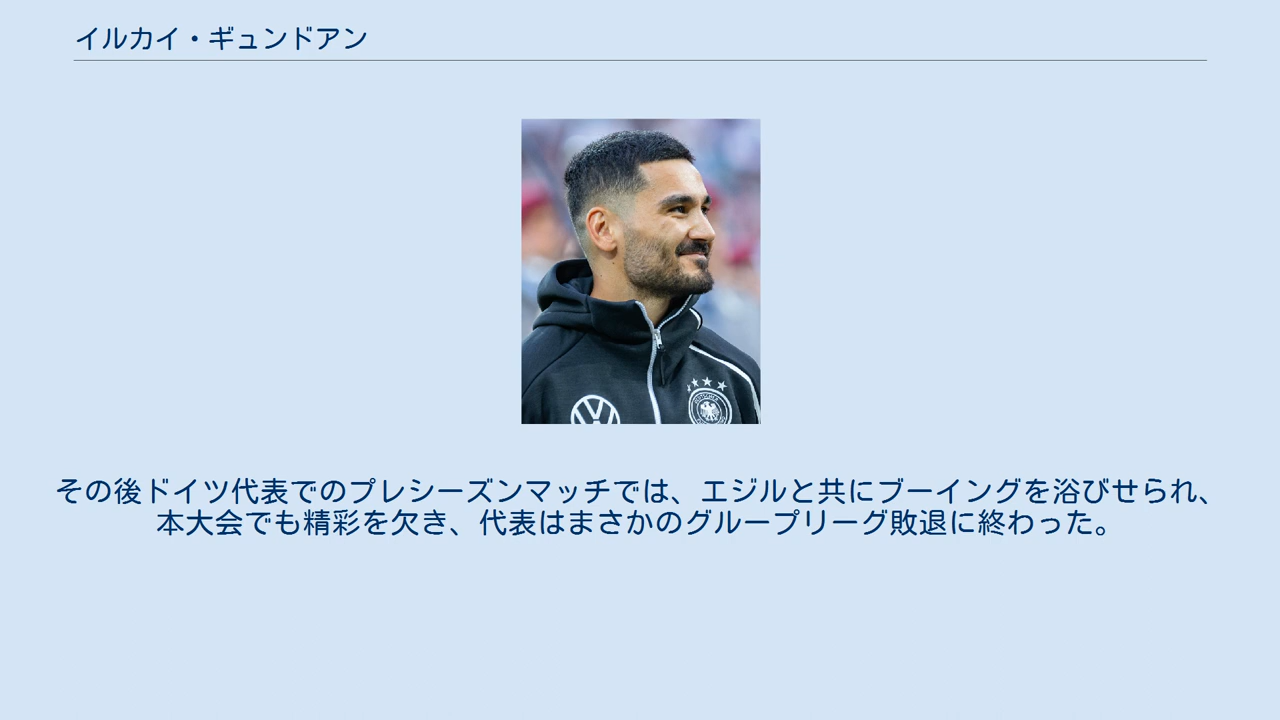 イルカイ・ギュンドアン
その後ドイツ代表でのプレシーズンマッチでは、エジルと共にブーイングを浴びせられ、
本大会でも精彩を欠き、代表はまさかのグループリーグ敗退に終わった。